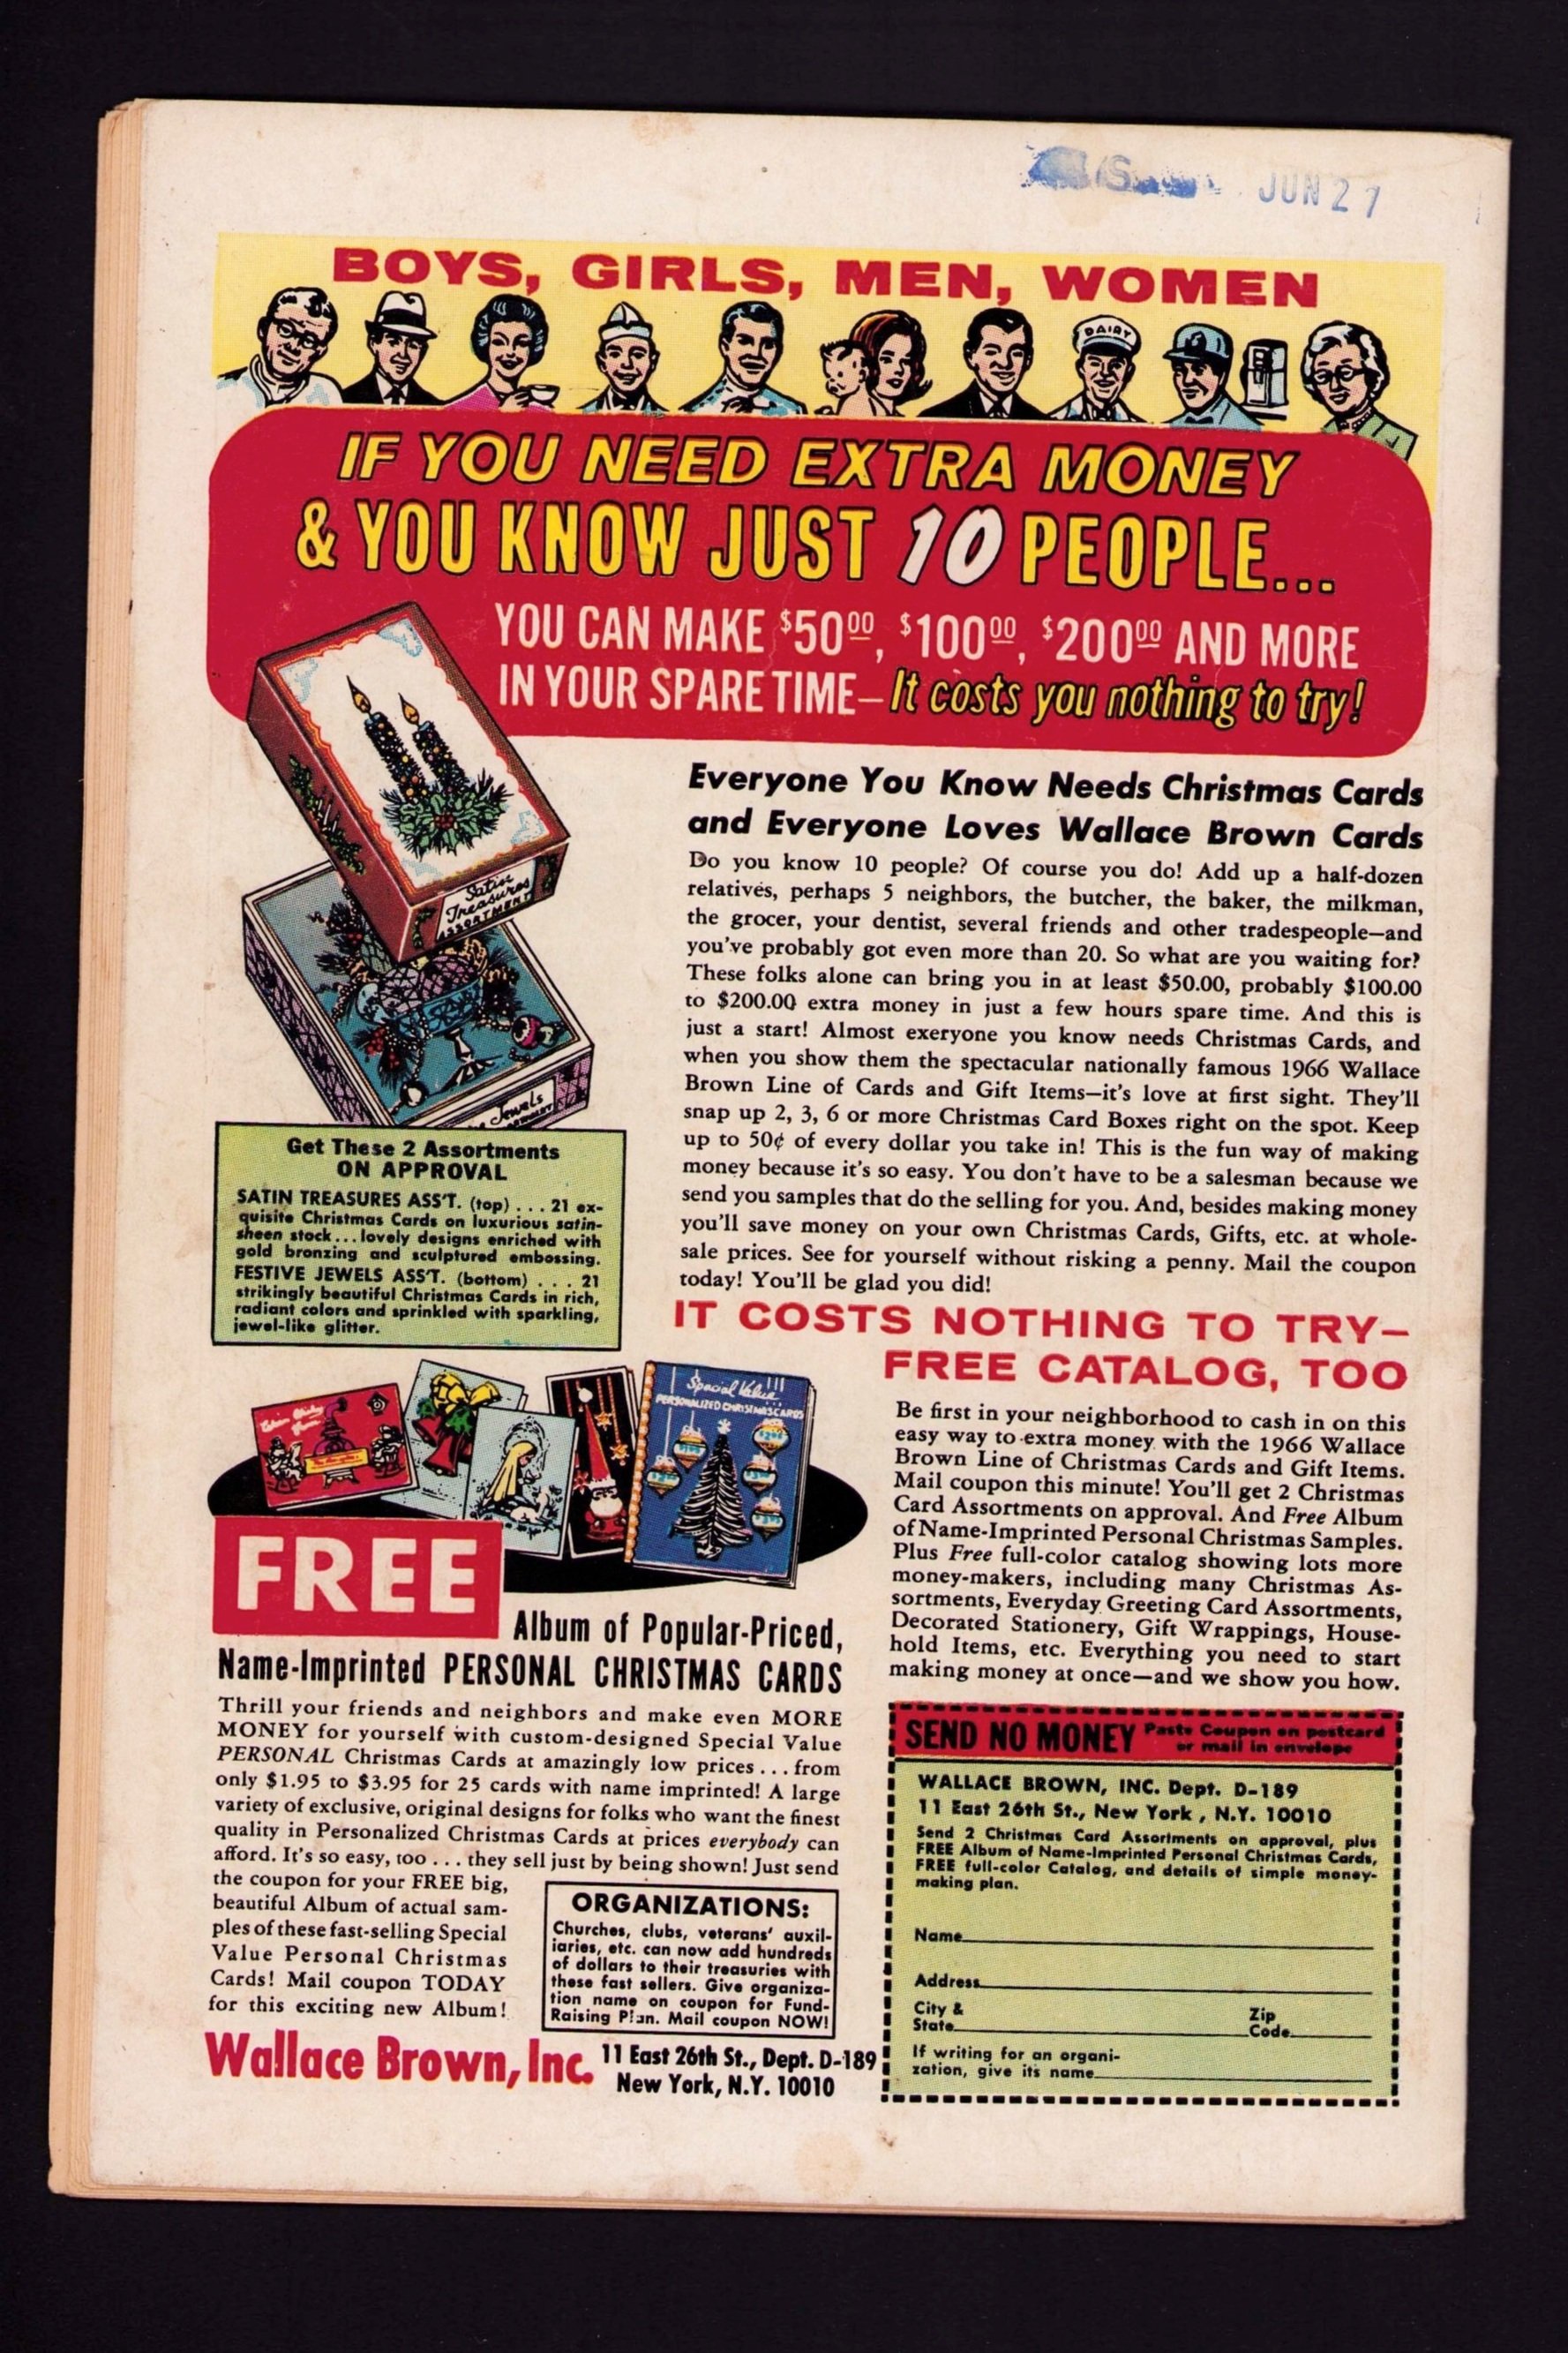 JUN 27
BOYS, GIRLS, MEN, WOMEN
DAIRY
IF YOU NEED EXTRA MONEY
& YOU KNOW JUST 10 PEOPLE...
YOU CAN MAKE $50.00, $100.00, $200.00 AND MORE
IN YOUR SPARE TIME—It costs you nothing to try!
Satin
Treasures
ASSORTMENT
Jewels
Everyone You Know Needs Christmas Cards
and Everyone Loves Wallace Brown Cards
Do you know 10 people? Of course you do! Add up a half-dozen
relatives, perhaps 5 neighbors, the butcher, the baker, the milkman,
the grocer, your dentist, several friends and other tradespeople—and
you've probably got even more than 20. So what are you waiting for?
These folks alone can bring you in at least $50.00, probably $100.00
to $200.00 extra money in just a few hours spare time. And this is
just a start! Almost exeryone you know needs Christmas Cards, and
when you show them the spectacular nationally famous 1966 Wallace
Brown Line of Cards and Gift Items—it's love at first sight. They'll
snap up 2, 3, 6 or more Christmas Card Boxes right on the spot. Keep
up to 50¢ of every dollar you take in! This is the fun way of making
money because it's so easy. You don't have to be a salesman because we
send you samples that do the selling for you. And, besides making money
you'll save money on your own Christmas Cards, Gifts, etc. at whole-
sale prices. See for yourself without risking a penny. Mail the coupon
today! You'll be glad you did!
Get These 2 Assortments
ON APPROVAL
SATIN TREASURES ASS'T. (top) . . . 21 ex-
quisite Christmas Cards on luxurious satin-
sheen stock... lovely designs enriched with
gold bronzing and sculptured embossing.
FESTIVE JEWELS ASS'T. (bottom) . . . 21
strikingly beautiful Christmas Cards in rich,
radiant colors and sprinkled with sparkling,
jewel-like glitter.
IT COSTS NOTHING TO TRY—
FREE CATALOG, TOO
Be first in your neighborhood to cash in on this
easy way to extra money with the 1966 Wallace
Brown Line of Christmas Cards and Gift Items.
Mail coupon this minute! You'll get 2 Christmas
Card Assortments on approval. And Free Album
of Name-Imprinted Personal Christmas Samples.
Plus Free full-color catalog showing lots more
money-makers, including many Christmas As-
sortments, Everyday Greeting Card Assortments,
Decorated Stationery, Gift Wrappings, House-
hold Items, etc. Everything you need to start
making money at once—and we show you how.
Special Value
PERSONALIZED CHRISTMAS CARDS
FREE
Album of Popular-Priced,
Name-Imprinted PERSONAL CHRISTMAS CARDS
Thrill your friends and neighbors and make even MORE
MONEY for yourself with custom-designed Special Value
PERSONAL Christmas Cards at amazingly low prices . . . from
only $1.95 to $3.95 for 25 cards with name imprinted! A large
variety of exclusive, original designs for folks who want the finest
quality in Personalized Christmas Cards at prices everybody can
afford. It's so easy, too . . . they sell just by being shown! Just send
the coupon for your FREE big,
beautiful Album of actual sam-
ples of these fast-selling Special
Value Personal Christmas
Cards! Mail coupon TODAY
for this exciting new Album!
ORGANIZATIONS:
Churches, clubs, veterans' auxil-
iaries, etc. can now add hundreds
of dollars to their treasuries with
these fast sellers. Give organiza-
tion name on coupon for Fund-
Raising Plan. Mail coupon NOW!
Wallace Brown, Inc. 11 East 26th St., Dept. D-189
New York, N.Y. 10010
SEND NO MONEY Paste Coupon on postcard
or mail in envelope
WALLACE BROWN, INC. Dept. D-189
11 East 26th St., New York, N.Y. 10010
Send 2 Christmas Card Assortments on approval, plus
FREE Album of Name-Imprinted Personal Christmas Cards,
FREE full-color Catalog, and details of simple money-
making plan.
Name
Address
City &
State
Zip
Code
If writing for an organi-
zation, give its name